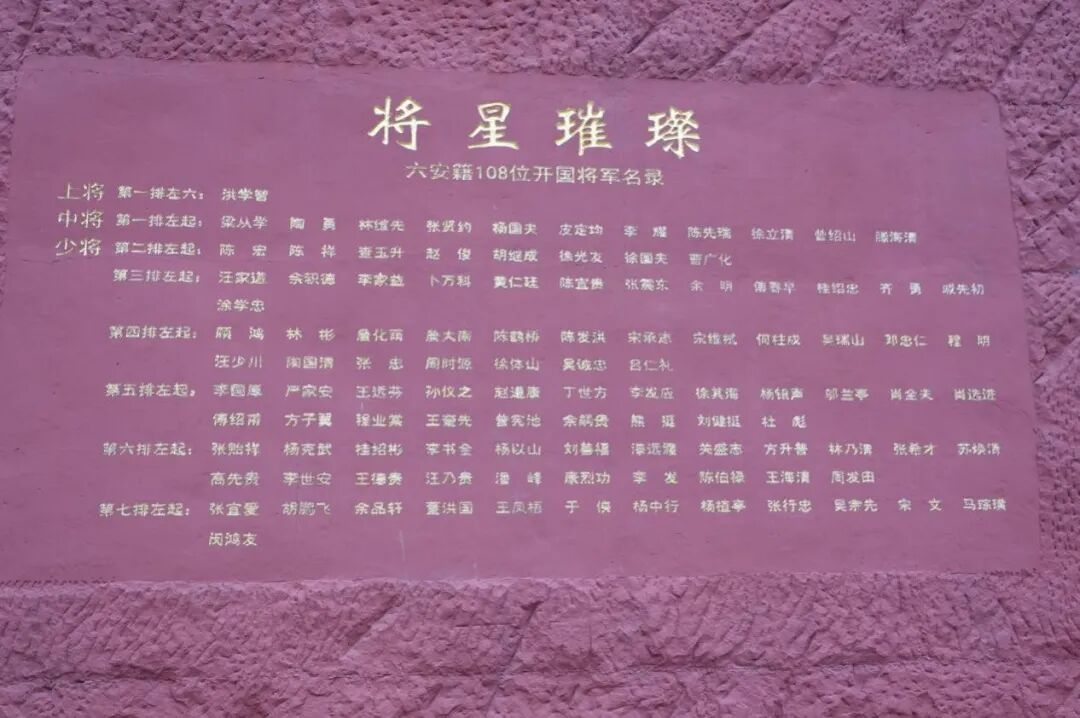 将星璀璨
六安籍108位开国将军名录
上将 第一排左六： 洪学智
中将 第一排左起： 梁从学 陶勇 林维先 张贤约 杨国夫 皮定均 李耀 陈先瑞 徐立清 曾绍山 滕海清
少将 第二排左起： 陈宏 陈祥 查玉升 赵俊 胡继成 徐光友 徐国夫 曹广化
第三排左起： 汪家道 余积德 李家益 卜万科 黄仁廷 陈宜贵 张震东 余明 傅春早 桂绍忠 齐勇 戚先初
涂学忠
第四排左起： 顾鸿 林彬 詹化雨 詹大南 陈鹤桥 陈发洪 宋承志 宋维栻 何柱成 吴瑞山 邓忠仁 程明
汪少川 陶国清 张忠 周时源 徐体山 吴诚忠 吕仁礼
第五排左起： 李国厚 严家安 王远芬 孙仪之 赵遵康 丁世方 李发应 徐其海 杨银声 邬兰亭 肖全夫 肖选进
傅绍甫 方子翼 程业棠 王奎先 曾宪池 余嗣贵 熊挺 刘健挺 杜彪
第六排左起： 张贻祥 杨克武 桂绍彬 李书全 杨以山 刘善福 漆远渥 关盛志 方升普 林乃清 张希才 苏焕清
高先贵 李世安 王德贵 汪乃贵 潘峰 康烈功 李发 陈伯禄 王海清 周发田
第七排左起： 张宜爱 胡鹏飞 余品轩 董洪国 王凤梧 于侠 杨中行 杨植亭 张行忠 吴宗先 宋文 马琮璜
闵鸿友